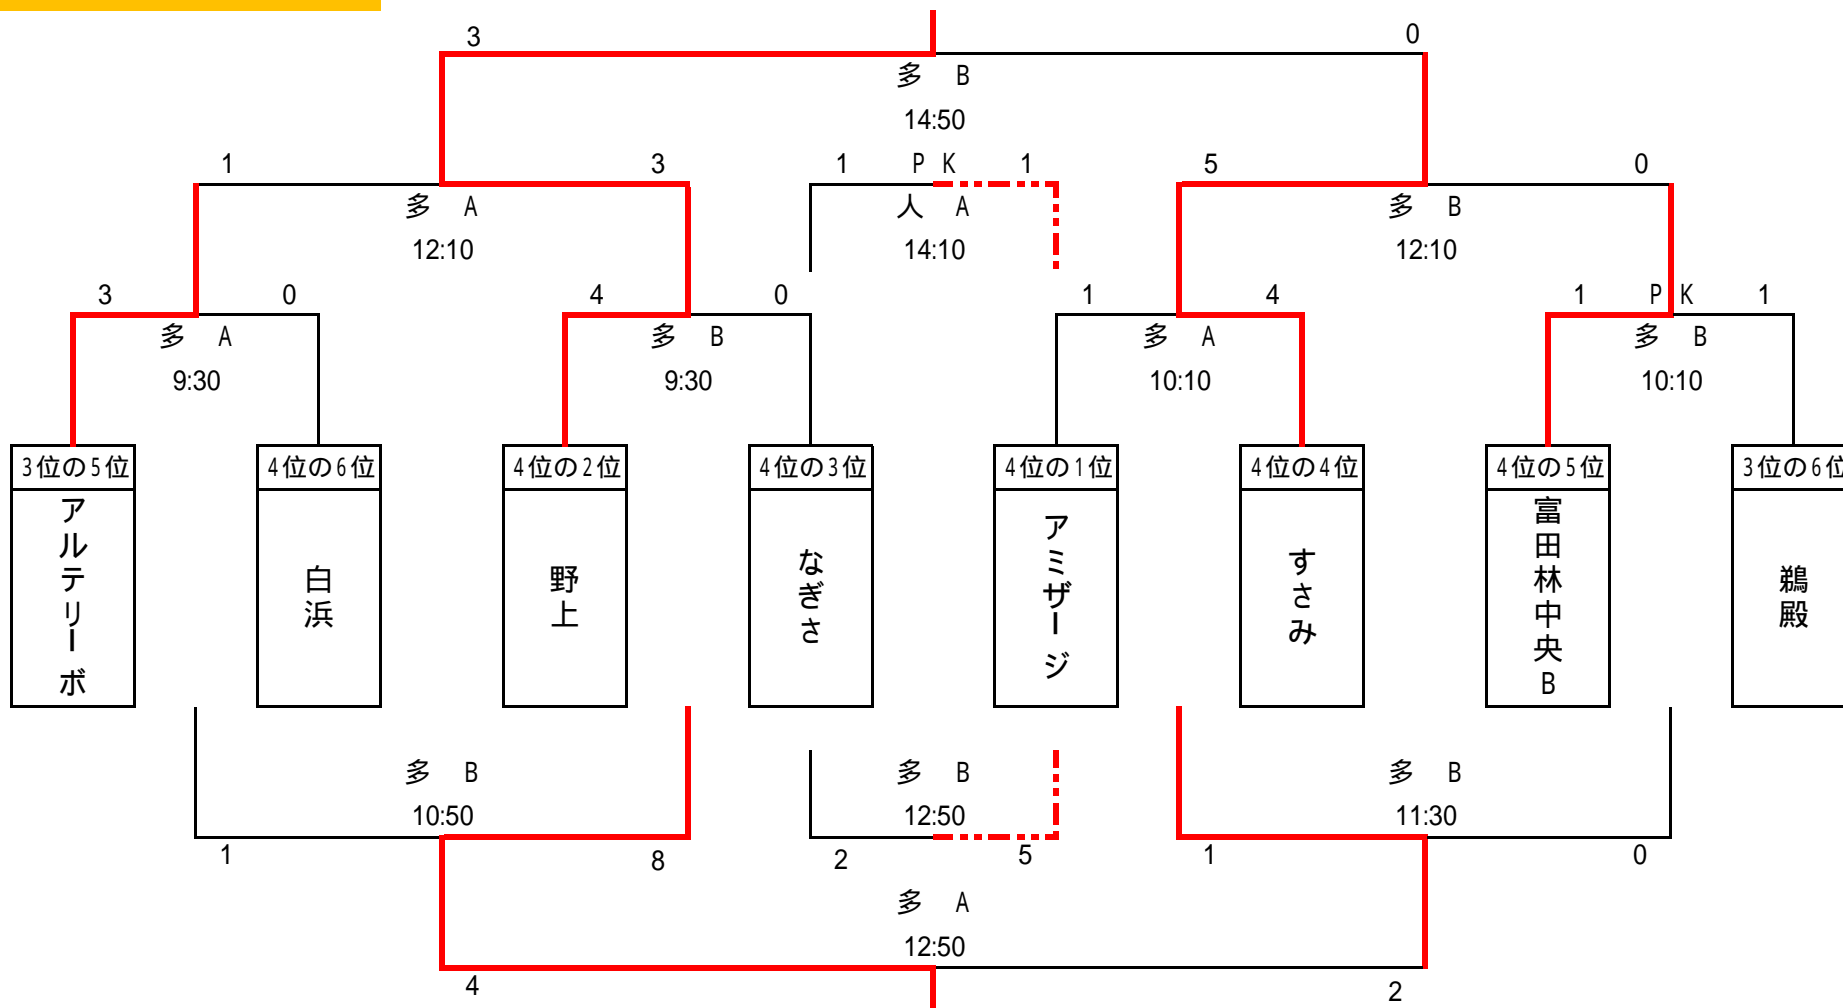 3 0
多 B
14:50
1 3 1 PK 1 5 0
多 A 人 A 多 B
12:10 14:10 12:10
3 0 4 0 1 4 1 PK 1
多 A 多 B 多 A 多 B
9:30 9:30 10:10 10:10
3位の5位 4位の6位 4位の2位 4位の3位 4位の1位 4位の4位 4位の5位 3位の6位
アルテリーボ
白浜
野上
なぎさ
アミザージ
すさみ
富田林中央B
鵜殿
多 B 多 B 多 B
10:50 12:50 11:30
1 8 2 5 1 0
多 A
12:50
4 2